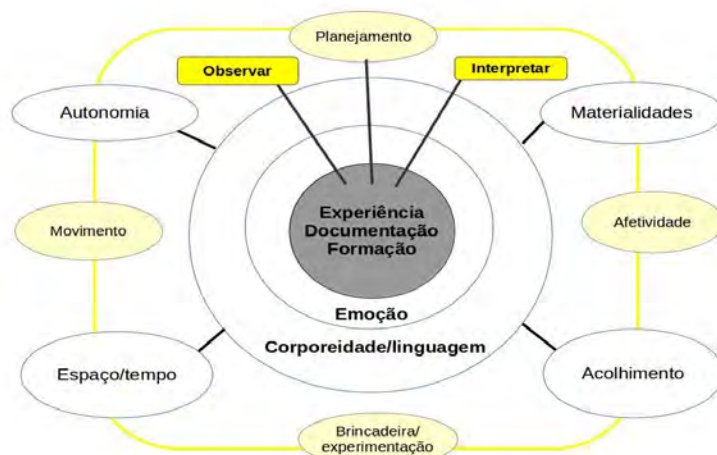 Planejamento
Observar
Interpretar
Autonomia
Materialidades
Experiência
Documentação
Formação
Movimento
Afetividade
Emoção
Corporeidade/linguagem
Espaço/tempo
Acolhimento
Brincadeira/
experimentação